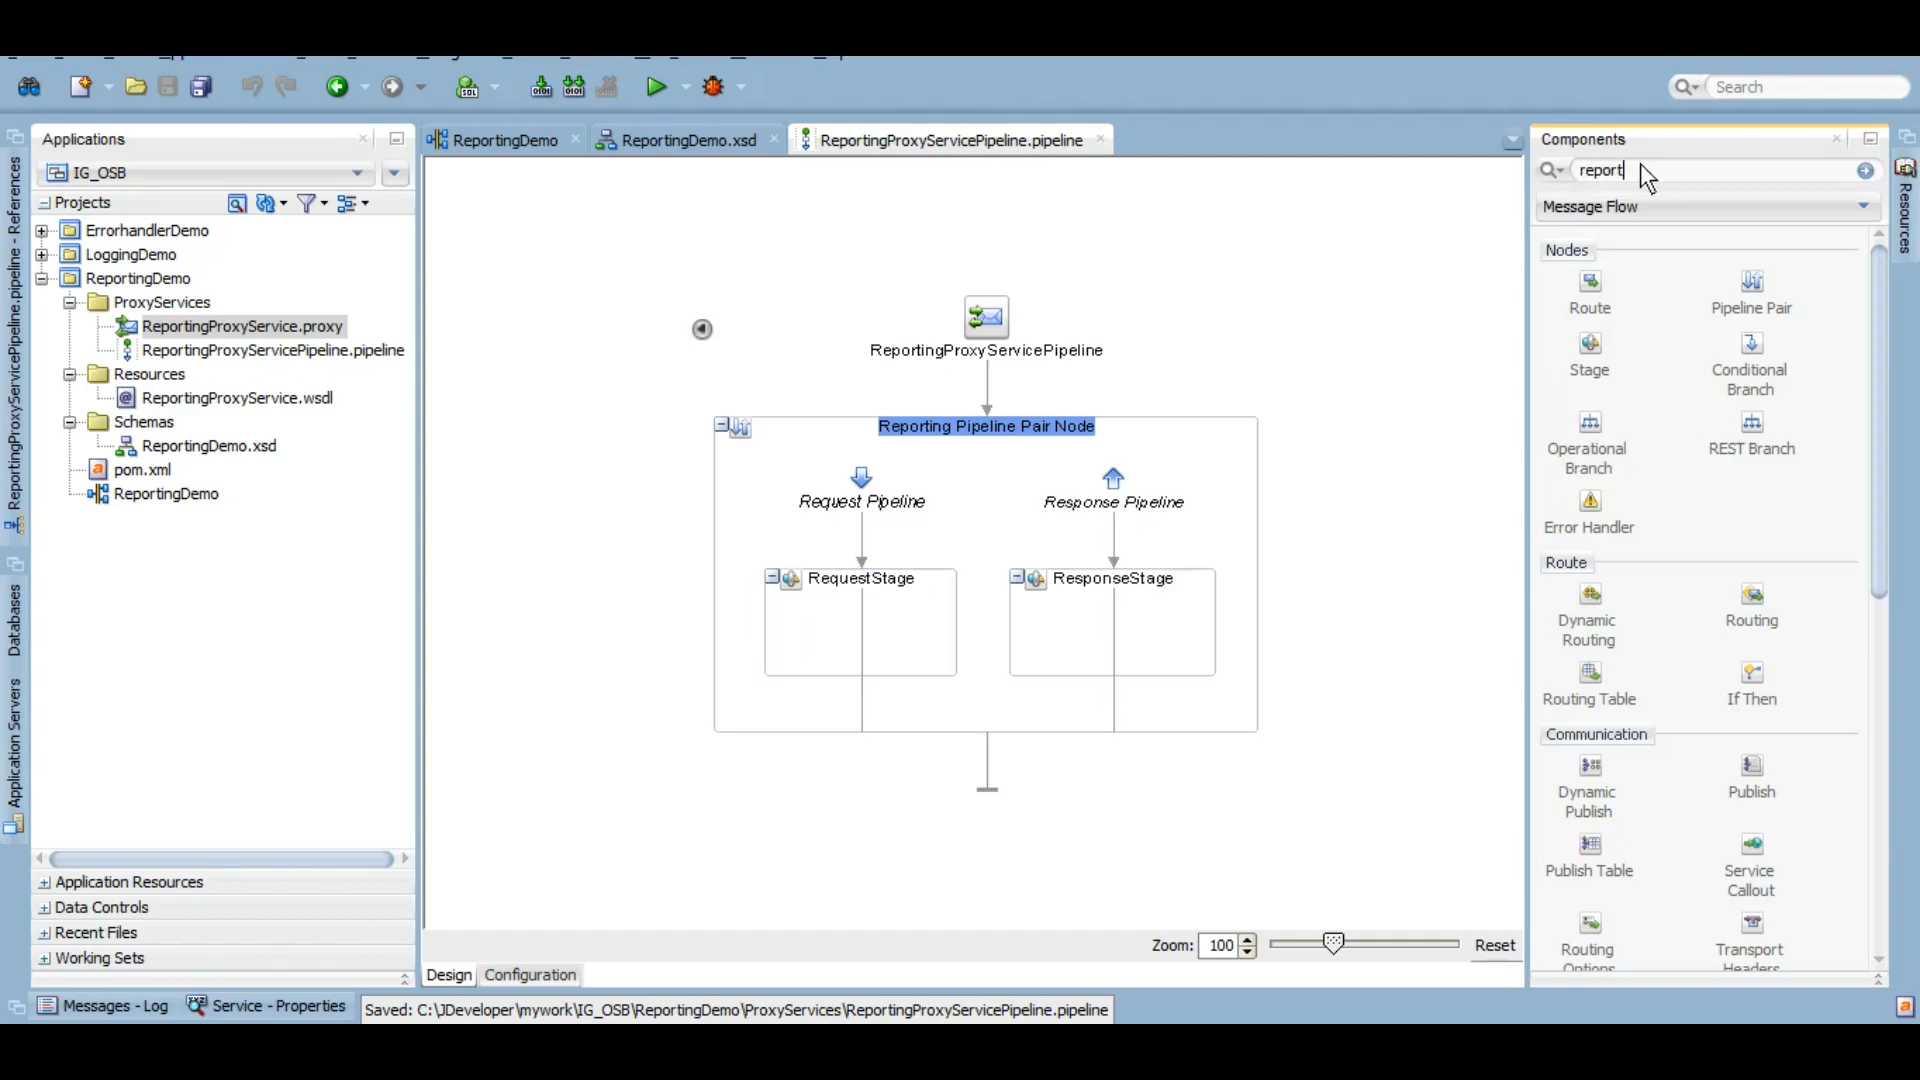 Search
Applications
IG_OSB
Projects
ErrorhandlerDemo
LoggingDemo
ReportingDemo
ProxyServices
ReportingProxyService.proxy
ReportingProxyServicePipeline.pipeline
Resources
ReportingProxyService.wsdl
Schemas
ReportingDemo.xsd
pom.xml
ReportingDemo
Application Resources
Data Controls
Recent Files
Working Sets
ReportingProxyServicePipeline.pipeline - References
Databases
Application Servers
ReportingDemo
ReportingDemo.xsd
ReportingProxyServicePipeline.pipeline
ReportingProxyServicePipeline
Reporting Pipeline Pair Node
Request Pipeline
Response Pipeline
RequestStage
ResponseStage
Zoom: 100
Reset
Design
Configuration
Components
report
Message Flow
Nodes
Route
Pipeline Pair
Stage
Conditional
Branch
Operational
Branch
REST Branch
Error Handler
Route
Dynamic
Routing
Routing
Routing Table
If Then
Communication
Dynamic
Publish
Publish
Publish Table
Service
Callout
Routing
Options
Transport
Headers
Resources
Messages - Log
Service - Properties
Saved: C:\JDeveloper\mywork\IG_OSB\ReportingDemo\ProxyServices\ReportingProxyServicePipeline.pipeline